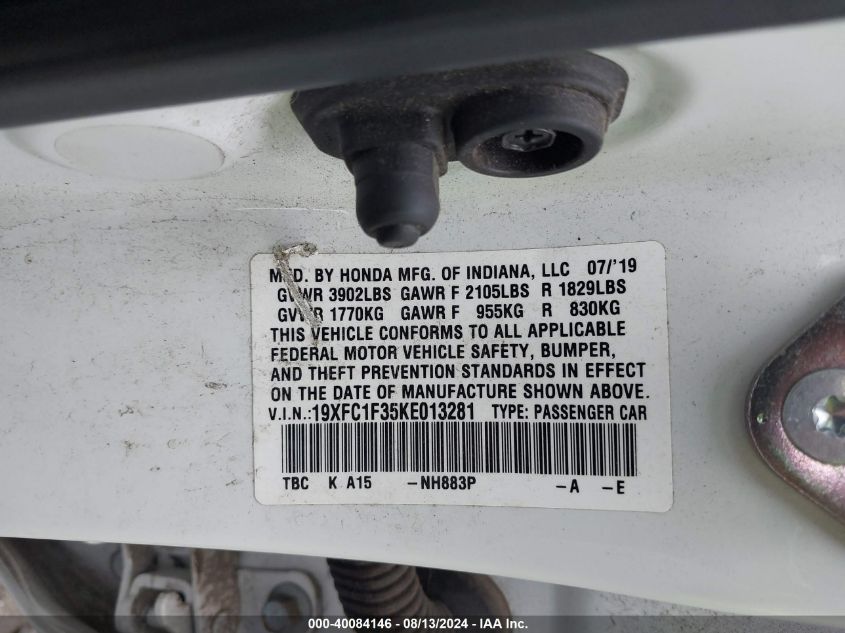 MFD. BY HONDA MFG. OF INDIANA, LLC 07/'19
GVWR 3902LBS GAWR F 2105LBS R 1829LBS
GVWR 1770KG GAWR F 955KG R 830KG
THIS VEHICLE CONFORMS TO ALL APPLICABLE
FEDERAL MOTOR VEHICLE SAFETY, BUMPER,
AND THEFT PREVENTION STANDARDS IN EFFECT
ON THE DATE OF MANUFACTURE SHOWN ABOVE.
V.I.N.:19XFC1F35KE013281 TYPE: PASSENGER CAR
TBC K A15 -NH883P -A -E
000-40084146 - 08/13/2024 - IAAI Inc.